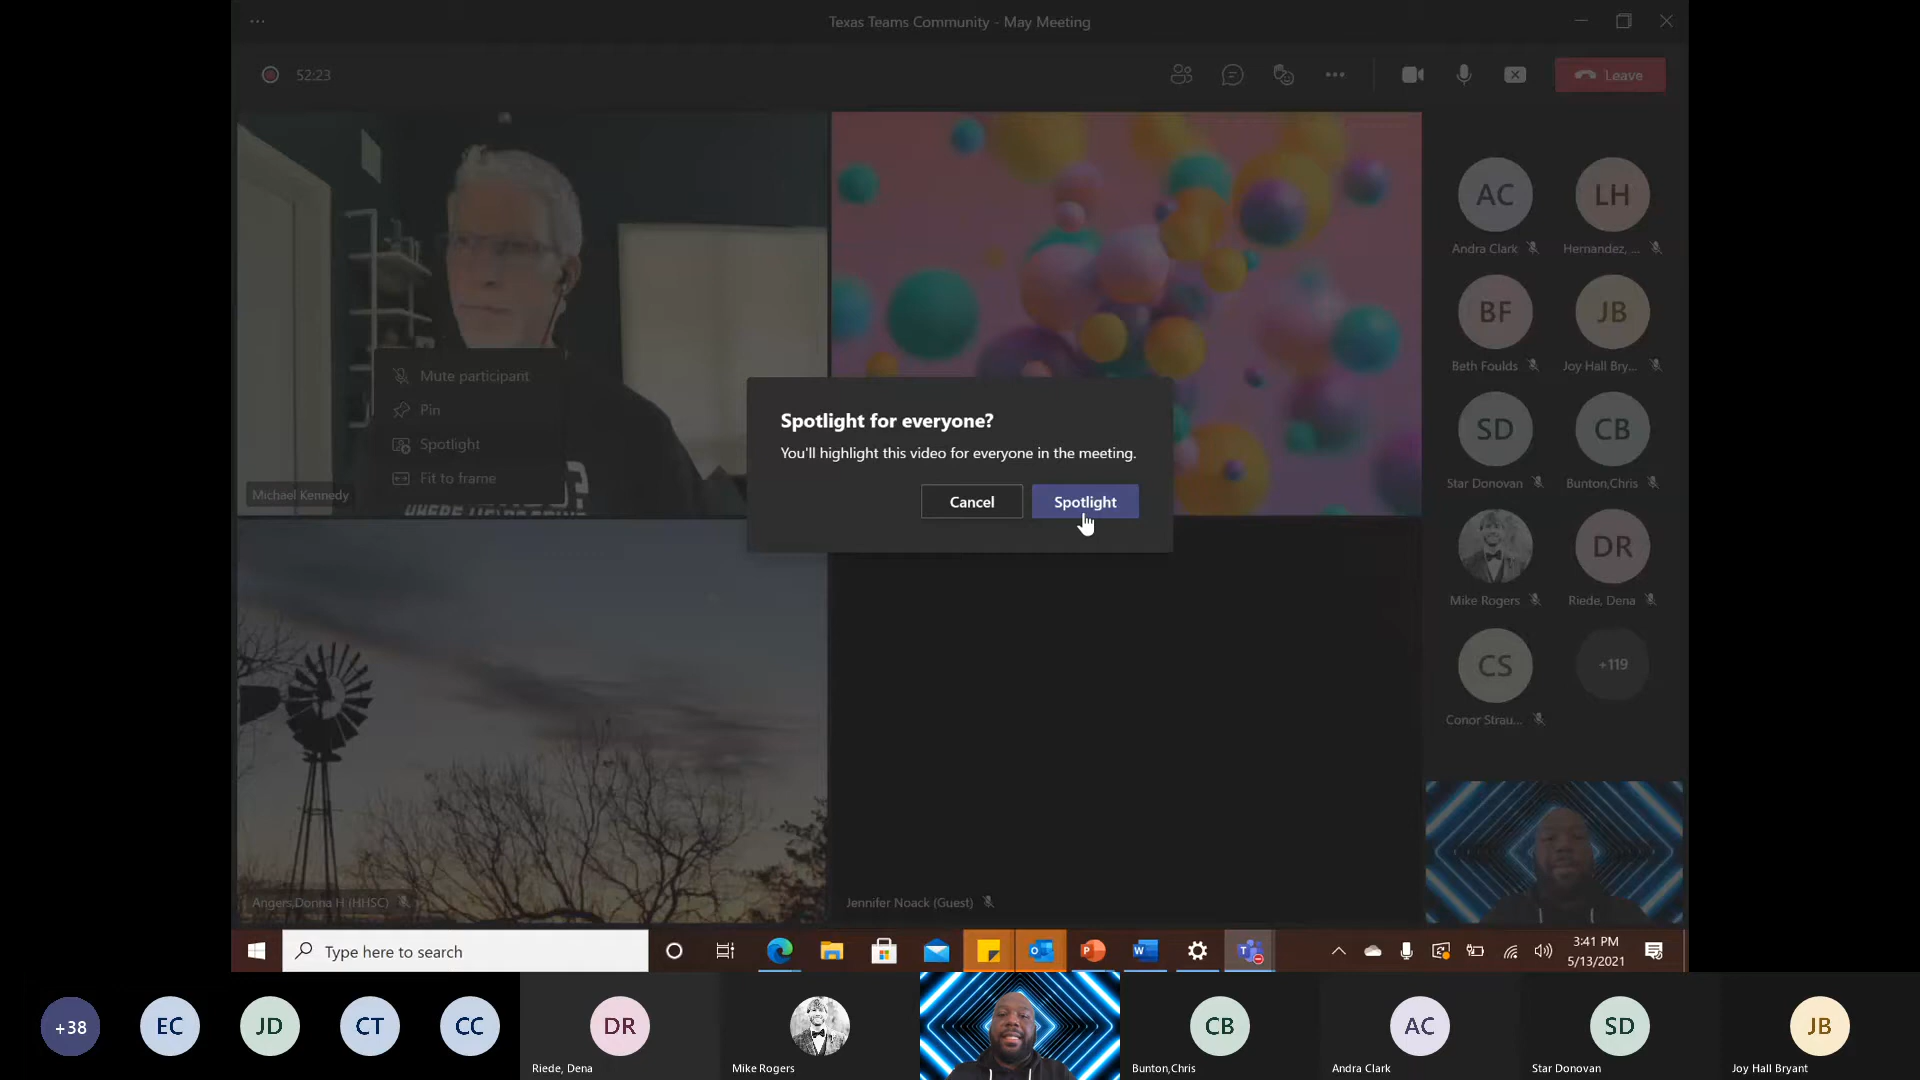 Texas Teams Community - May Meeting
52:23
Leave
AC
LH
Andra Clark
Hernandez, ...
BF
JB
Beth Foulds
Joy Hall Bry...
SD
CB
Star Donovan
Bunton,Chris
DR
Mike Rogers
Riede, Dena
CS
+119
Conor Strau...
Mute participant
Pin
Spotlight
Fit to frame
Michael Kennedy
Spotlight for everyone?
You'll highlight this video for everyone in the meeting.
Cancel
Spotlight
Angers,Donna H (HHSC)
Jennifer Noack (Guest)
Type here to search
3:41 PM
5/13/2021
+38
EC
JD
CT
CC
DR
CB
AC
SD
JB
Riede, Dena
Mike Rogers
Bunton,Chris
Andra Clark
Star Donovan
Joy Hall Bryant